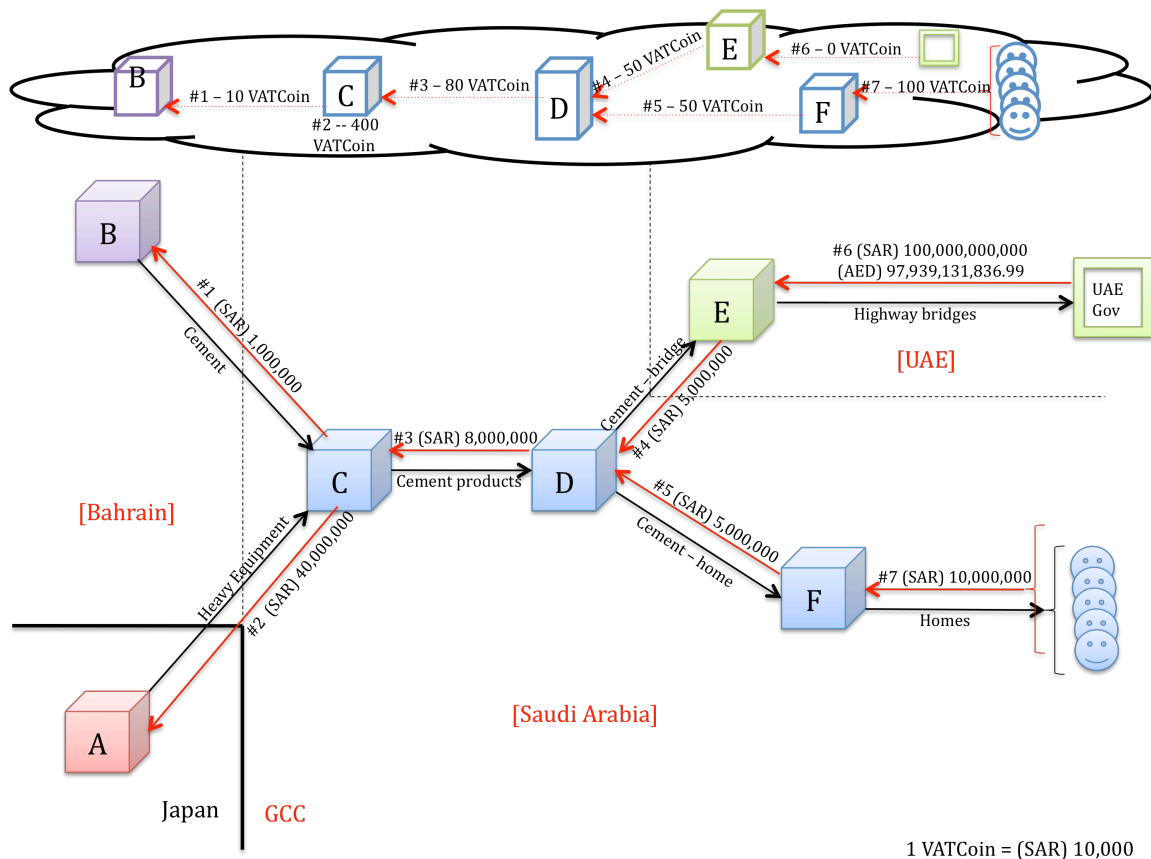 E
#6 – 0 VATCoin
B
C
D
F
#4 – 50 VATCoin
#3 – 80 VATCoin
#7 – 100 VATCoin
#1 – 10 VATCoin
#5 – 50 VATCoin
#2 -- 400
VATCoin
B
#1 (SAR) 1,000,000
Cement
#6 (SAR) 100,000,000,000
(AED) 97,939,131,836.99
E
UAE
Gov
Highway bridges
[UAE]
Cement – bridge
#4 (SAR) 5,000,000
#3 (SAR) 8,000,000
C
D
Cement products
[Bahrain]
#5 (SAR) 5,000,000
Cement – home
Heavy Equipment
#2 (SAR) 40,000,000
#7 (SAR) 10,000,000
F
Homes
[Saudi Arabia]
A
Japan
GCC
1 VATCoin = (SAR) 10,000